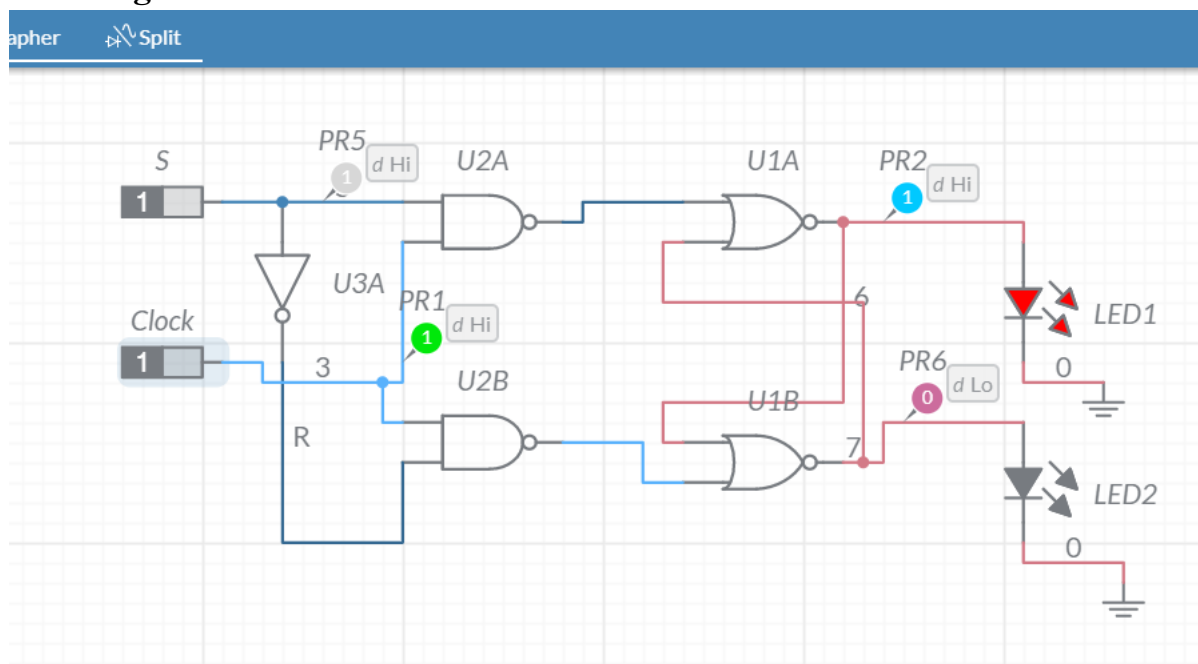 apher Split
S
1
PR5
1
d Hi
U2A
U1A
PR2
1
d Hi
U3A
PR1
1
d Hi
6
LED1
Clock
1
3
U2B
PR6
0
d Lo
0
U1B
R
7
LED2
0